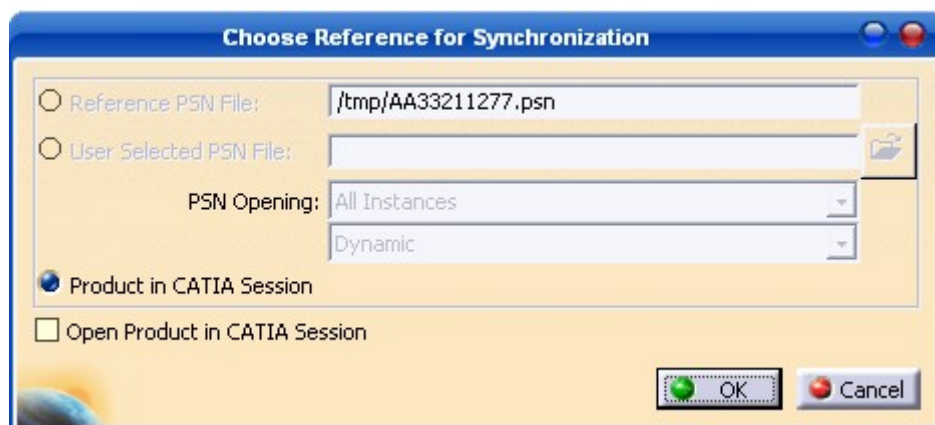 Choose Reference for Synchronization
Reference PSN File: /tmp/AA33211277.psn
User Selected PSN File:
PSN Opening: All Instances
Dynamic
Product in CATIA Session
Open Product in CATIA Session
OK Cancel